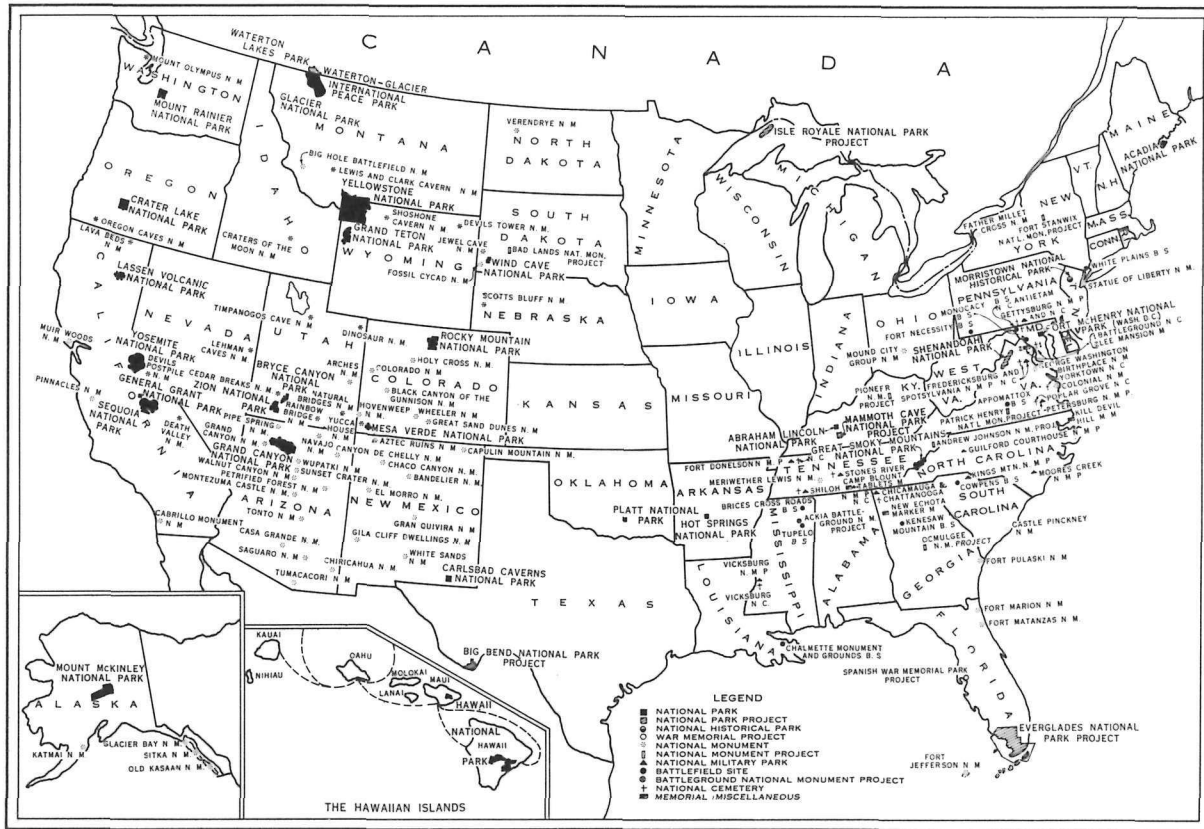 C A N A D A
WATERTON
LAKES PARK
WATERTON-GLACIER
INTERNATIONAL
PEACE PARK
MOUNT OLYMPUS N M
WASHINGTON
MOUNT RAINIER
NATIONAL PARK
GLACIER
NATIONAL PARK
MONTANA
IDAHO
BIG HOLE BATTLEFIELD N M
LEWIS AND CLARK CAVERN N M
YELLOWSTONE
NATIONAL PARK
VERENDRYE N M
NORTH
DAKOTA
MINNESOTA
ISLE ROYALE NATIONAL PARK
PROJECT
WISCONSIN
MICHIGAN
MAINE
ACADIA
NATIONAL PARK
VT.
N.H.
MASS
CONN
NEW
YORK
FATHER MILLET
CROSS N M
FORT STANWIX
NAT'L MON. PROJECT
OREGON
CRATER LAKE
NATIONAL PARK
OREGON CAVES N M
LAVA BEDS
N M
CRATERS OF THE
MOON N M
SHOSHONE
CAVERN N M
DEVILS TOWER N M
GRAND TETON
NATIONAL PARK
WYOMING
JEWEL CAVE
N M
FOSSIL CYCAD N M
SOUTH
DAKOTA
BAD LANDS NAT. MON.
PROJECT
WIND CAVE
NATIONAL PARK
SCOTTS BLUFF N M
NEBRASKA
IOWA
ILLINOIS
INDIANA
OHIO
PENNSYLVANIA
MORRISTOWN NATIONAL
HISTORICAL PARK
WHITE PLAINS B S
STATUE OF LIBERTY N M
MONOCACY B S
ANTIETAM
GETTYSBURG N M P
AND N C
FORT NECESSITY
MOUND CITY
GROUP N M
SHENANDOAH
NATIONAL PARK
FORT McHENRY NATIONAL
PARK (WASH. D.C.)
BATTLEGROUND N C
LEE MANSION
GEORGE WASHINGTON
BIRTHPLACE N M
YORKTOWN N C
COLONIAL N M
POPLAR GROVE N C
PETERSBURG N M P
WEST
VA.
KY.
VA.
FREDERICKSBURG AND
SPOTSYLVANIA N M P
PIONEER
N.M.
PROJECT
PATRICK HENRY
APPOMATTOX
B S
NAT'L MON. PROJECT
KILL DEVIL
HILL M M
CALIFORNIA
LASSEN VOLCANIC
NATIONAL PARK
NEVADA
UTAH
TIMPANOGOS CAVE N M
LEHMAN
CAVES N M
DINOSAUR N M
ROCKY MOUNTAIN
NATIONAL PARK
MUIR WOODS
N M
YOSEMITE
NATIONAL PARK
DEVILS
POSTPILE
N M
CEDAR BREAKS N M
BRYCE CANYON
NATIONAL
PARK
ARCHES
N M
NATURAL
BRIDGES N M
HOLY CROSS N M
COLORADO N M
COLORADO
BLACK CANYON OF THE
GUNNISON N M
KANSAS
MISSOURI
PINNACLES N M
GENERAL GRANT
NATIONAL PARK
ZION
NATIONAL
PARK
RAINBOW
BRIDGE
HOVENWEEP
N M
WHEELER N M
GREAT SAND DUNES N M
SEQUOIA
NATIONAL
PARK
DEATH
VALLEY
N M
PIPE SPRING
N M
YUCCA
HOUSE
N M
MESA VERDE NATIONAL PARK
GRAND
CANYON N M
NAVAJO
N M
AZTEC RUINS N M
CAPULIN MOUNTAIN N M
GRAND CANYON
NATIONAL PARK
CANYON DE CHELLY N M
CHACO CANYON N M
WUPATKI N M
BANDELIER N M
WALNUT CANYON N M
SUNSET CRATER N M
PETRIFIED FOREST N M
MONTEZUMA CASTLE N M
EL MORRO N M
ARIZONA
NEW MEXICO
TONTO N M
GRAN QUIVIRA N M
CABRILLO MONUMENT
N M
CASA GRANDE N M
GILA CLIFF DWELLINGS N M
WHITE SANDS
N M
SAGUARO N M
CHIRICAHUA N M
TUMACACORI N M
CARLSBAD CAVERNS
NATIONAL PARK
ABRAHAM LINCOLN
NATIONAL PARK
MAMMOTH CAVE
NATIONAL PARK
PROJECT
GREAT SMOKY MOUNTAINS
NATIONAL PARK
ANDREW JOHNSON N M PROJ
GUILFORD COURTHOUSE N M P
NORTH CAROLINA
FORT DONELSON N M P
N C
TENNESSEE
MERIWETHER LEWIS N M
STONES RIVER
CAMP BLOUNT
TABLETS M
SHILOH
N M P
N C
KINGS MTN. N M P
COWPENS B S
MOORES CREEK
N M P
OKLAHOMA
ARKANSAS
PLATT NATIONAL
PARK
HOT SPRINGS
NATIONAL PARK
BRICES CROSS ROADS
B S
TUPELO
B S
ACKIA BATTLE-
GROUND N M
PROJECT
CHICAMAUGA &
CHATTANOOGA
NEW ECHOTA
MARKER M
KENESAW
MOUNTAIN B S
SOUTH
CAROLINA
CASTLE PINCKNEY
N M
OCMULGEE
N M. PROJECT
GEORGIA
FORT PULASKI N M
MISSISSIPPI
ALABAMA
VICKSBURG
N M P
VICKSBURG
N C.
LOUISIANA
TEXAS
FORT MARION N M
FORT MATANZAS N M
CHALMETTE MONUMENT
AND GROUNDS B. S
FLORIDA
SPANISH WAR MEMORIAL PARK
PROJECT
EVERGLADES NATIONAL
PARK PROJECT
FORT
JEFFERSON N M
BIG BEND NATIONAL PARK
PROJECT
MOUNT McKINLEY
NATIONAL PARK
ALASKA
KATMAI N M
GLACIER BAY N M
SITKA N M
OLD KASAAN N M
KAUAI
NIHIAU
OAHU
MOLOKAI
LANAI
MAUI
HAWAII
NATIONAL
PARK
HAWAII
THE HAWAIIAN ISLANDS
LEGEND
NATIONAL PARK
NATIONAL PARK PROJECT
NATIONAL HISTORICAL PARK
WAR MEMORIAL PROJECT
NATIONAL MONUMENT
NATIONAL MONUMENT PROJECT
NATIONAL MILITARY PARK
BATTLEFIELD SITE
BATTLEGROUND NATIONAL MONUMENT PROJECT
NATIONAL CEMETERY
MEMORIAL (MISCELLANEOUS